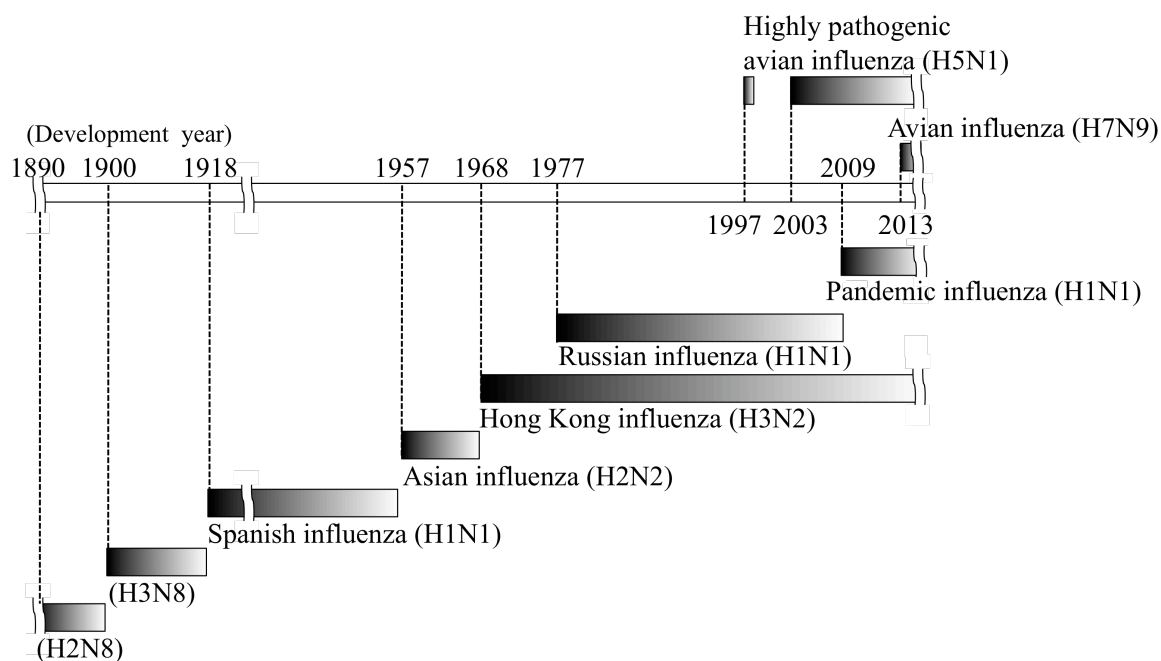 Highly pathogenic
avian influenza (H5N1)
Avian influenza (H7N9)
(Development year)
1890 1900 1918 1957 1968 1977 2009
1997 2003 2013
Pandemic influenza (H1N1)
Russian influenza (H1N1)
Hong Kong influenza (H3N2)
Asian influenza (H2N2)
Spanish influenza (H1N1)
(H3N8)
(H2N8)